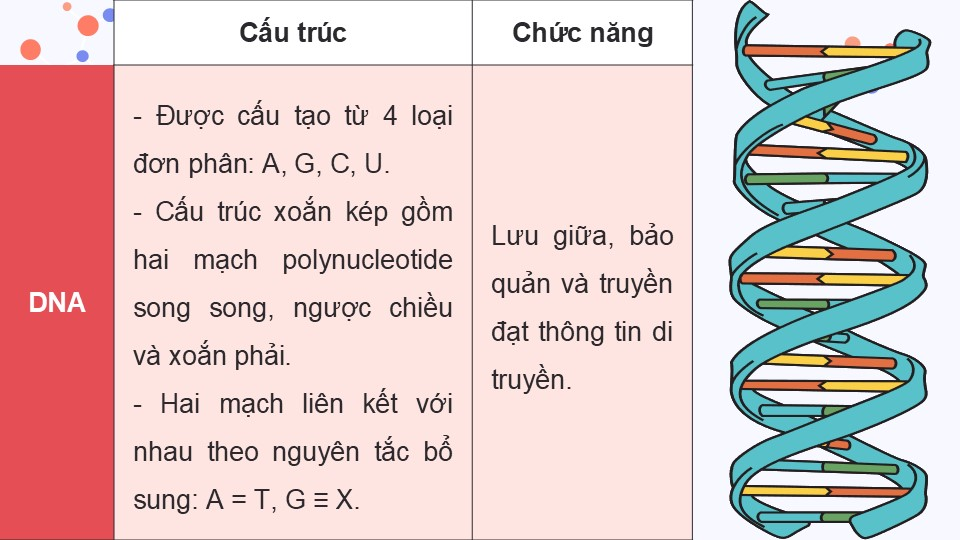 Cấu trúc
Chức năng
DNA
- Được cấu tạo từ 4 loại
đơn phân: A, G, C, U.
- Cấu trúc xoắn kép gồm
hai mạch polynucleotide
song song, ngược chiều
và xoắn phải.
- Hai mạch liên kết với
nhau theo nguyên tắc bổ
sung: A = T, G ≡ X.
Lưu giữa, bảo
quản và truyền
đạt thông tin di
truyền.